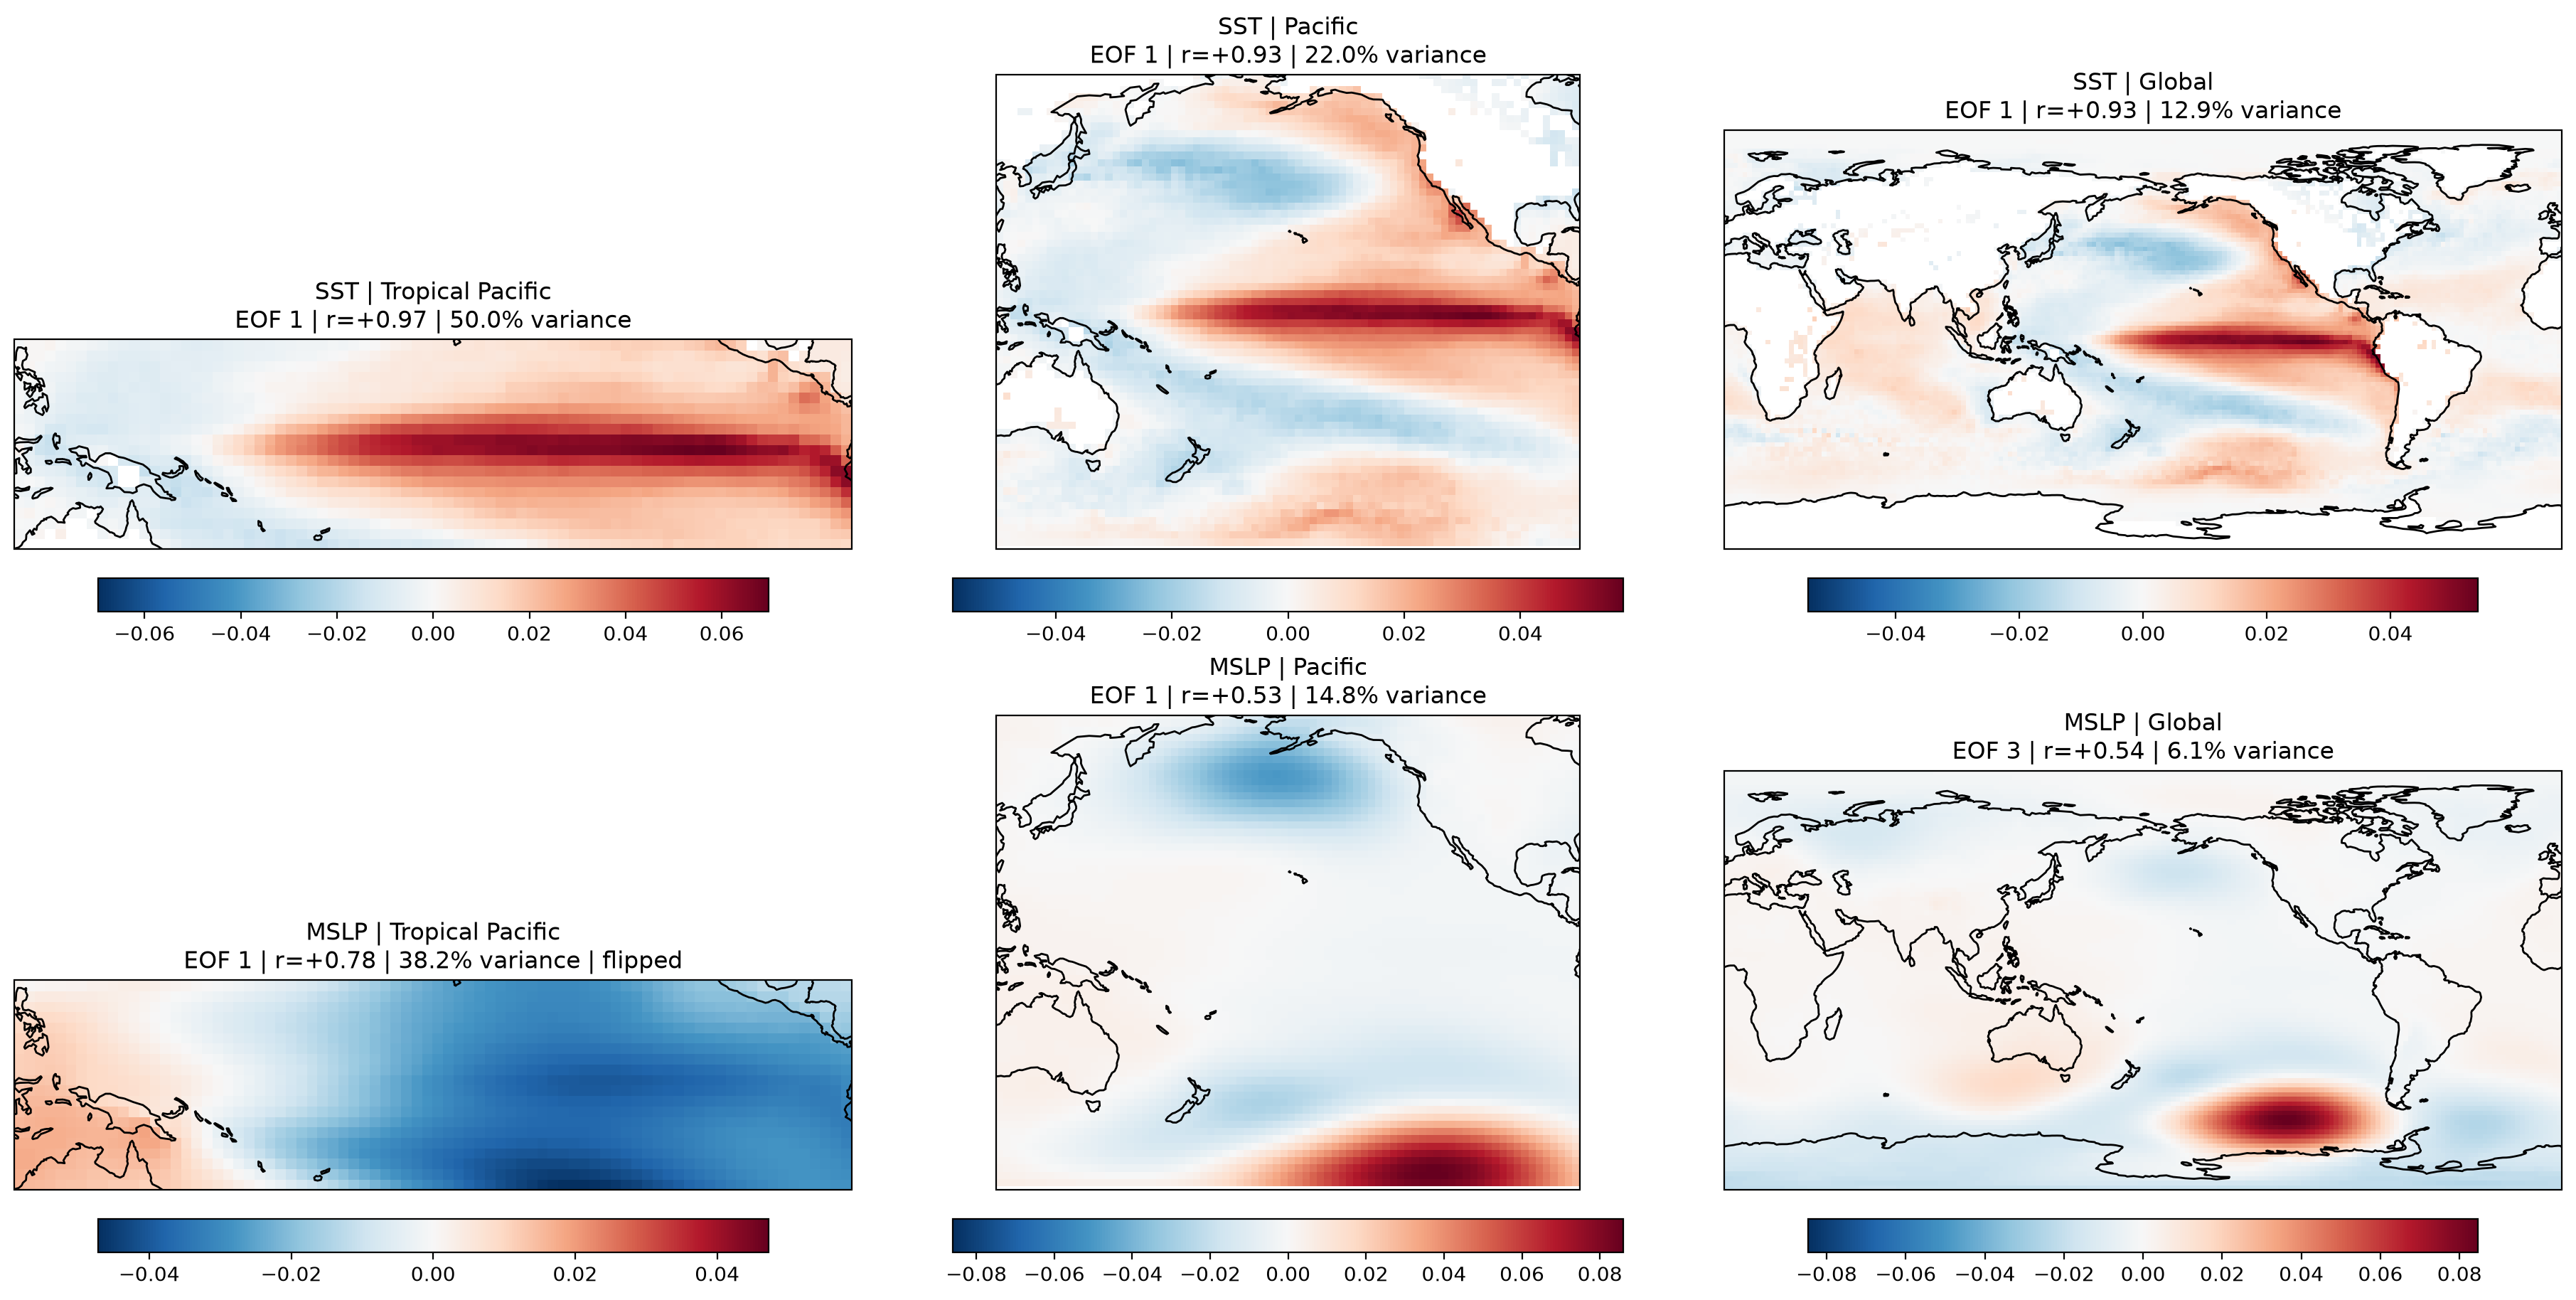 SST | Pacific
EOF 1 | r=+0.93 | 22.0% variance
SST | Global
EOF 1 | r=+0.93 | 12.9% variance
SST | Tropical Pacific
EOF 1 | r=+0.97 | 50.0% variance
−0.06 −0.04 −0.02 0.00 0.02 0.04 0.06
−0.04 −0.02 0.00 0.02 0.04
−0.04 −0.02 0.00 0.02 0.04
MSLP | Pacific
EOF 1 | r=+0.53 | 14.8% variance
MSLP | Global
EOF 3 | r=+0.54 | 6.1% variance
MSLP | Tropical Pacific
EOF 1 | r=+0.78 | 38.2% variance | flipped
−0.04 −0.02 0.00 0.02 0.04
−0.08 −0.06 −0.04 −0.02 0.00 0.02 0.04 0.06 0.08
−0.08 −0.06 −0.04 −0.02 0.00 0.02 0.04 0.06 0.08